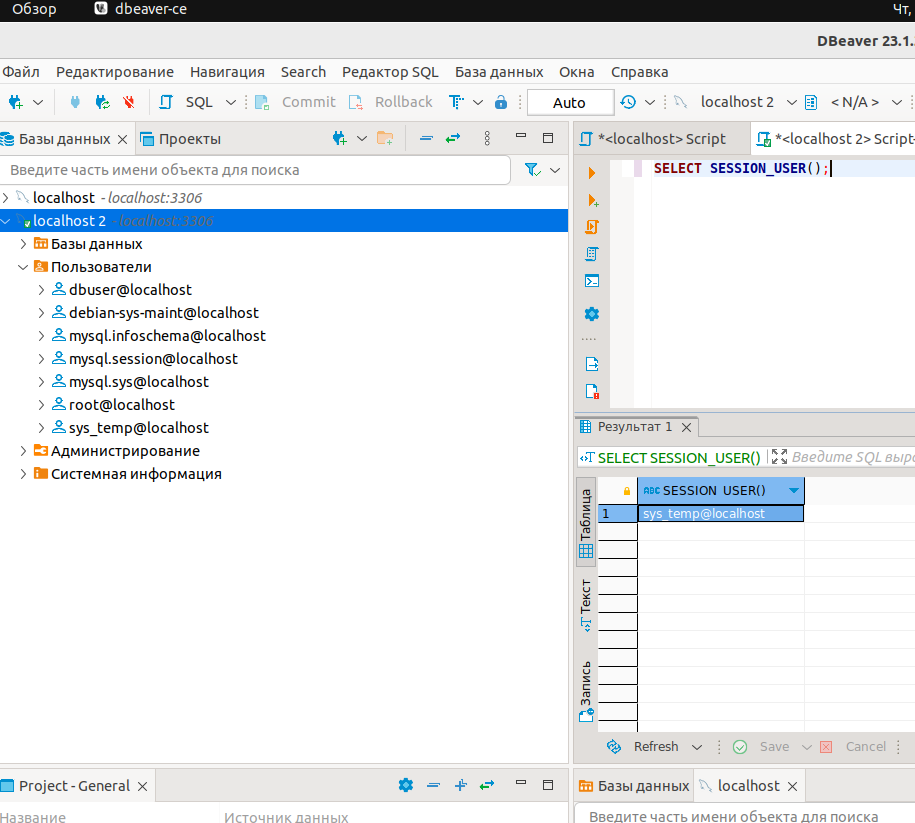 Обзор dbeaver-ce Чт,
DBeaver 23.1.
Файл Редактирование Навигация Search Редактор SQL База данных Окна Справка
SQL Commit Rollback Auto localhost 2 < N/A >
Базы данных Проекты
*<localhost> Script *<localhost 2> Script-
Введите часть имени объекта для поиска
SELECT SESSION_USER();
localhost - localhost:3306
localhost 2 - localhost:3306
Базы данных
Пользователи
dbuser@localhost
debian-sys-maint@localhost
mysql.infoschema@localhost
mysql.session@localhost
mysql.sys@localhost
root@localhost
sys_temp@localhost
Администрирование
Системная информация
Результат 1
SELECT SESSION_USER() Введите SQL выро
Таблица
Текст
Запись
ABC SESSION_USER()
1 sys_temp@localhost
Refresh Save Cancel
Project - General
Название Источник данных
Базы данных localhost
Введите часть имени объекта для поиска